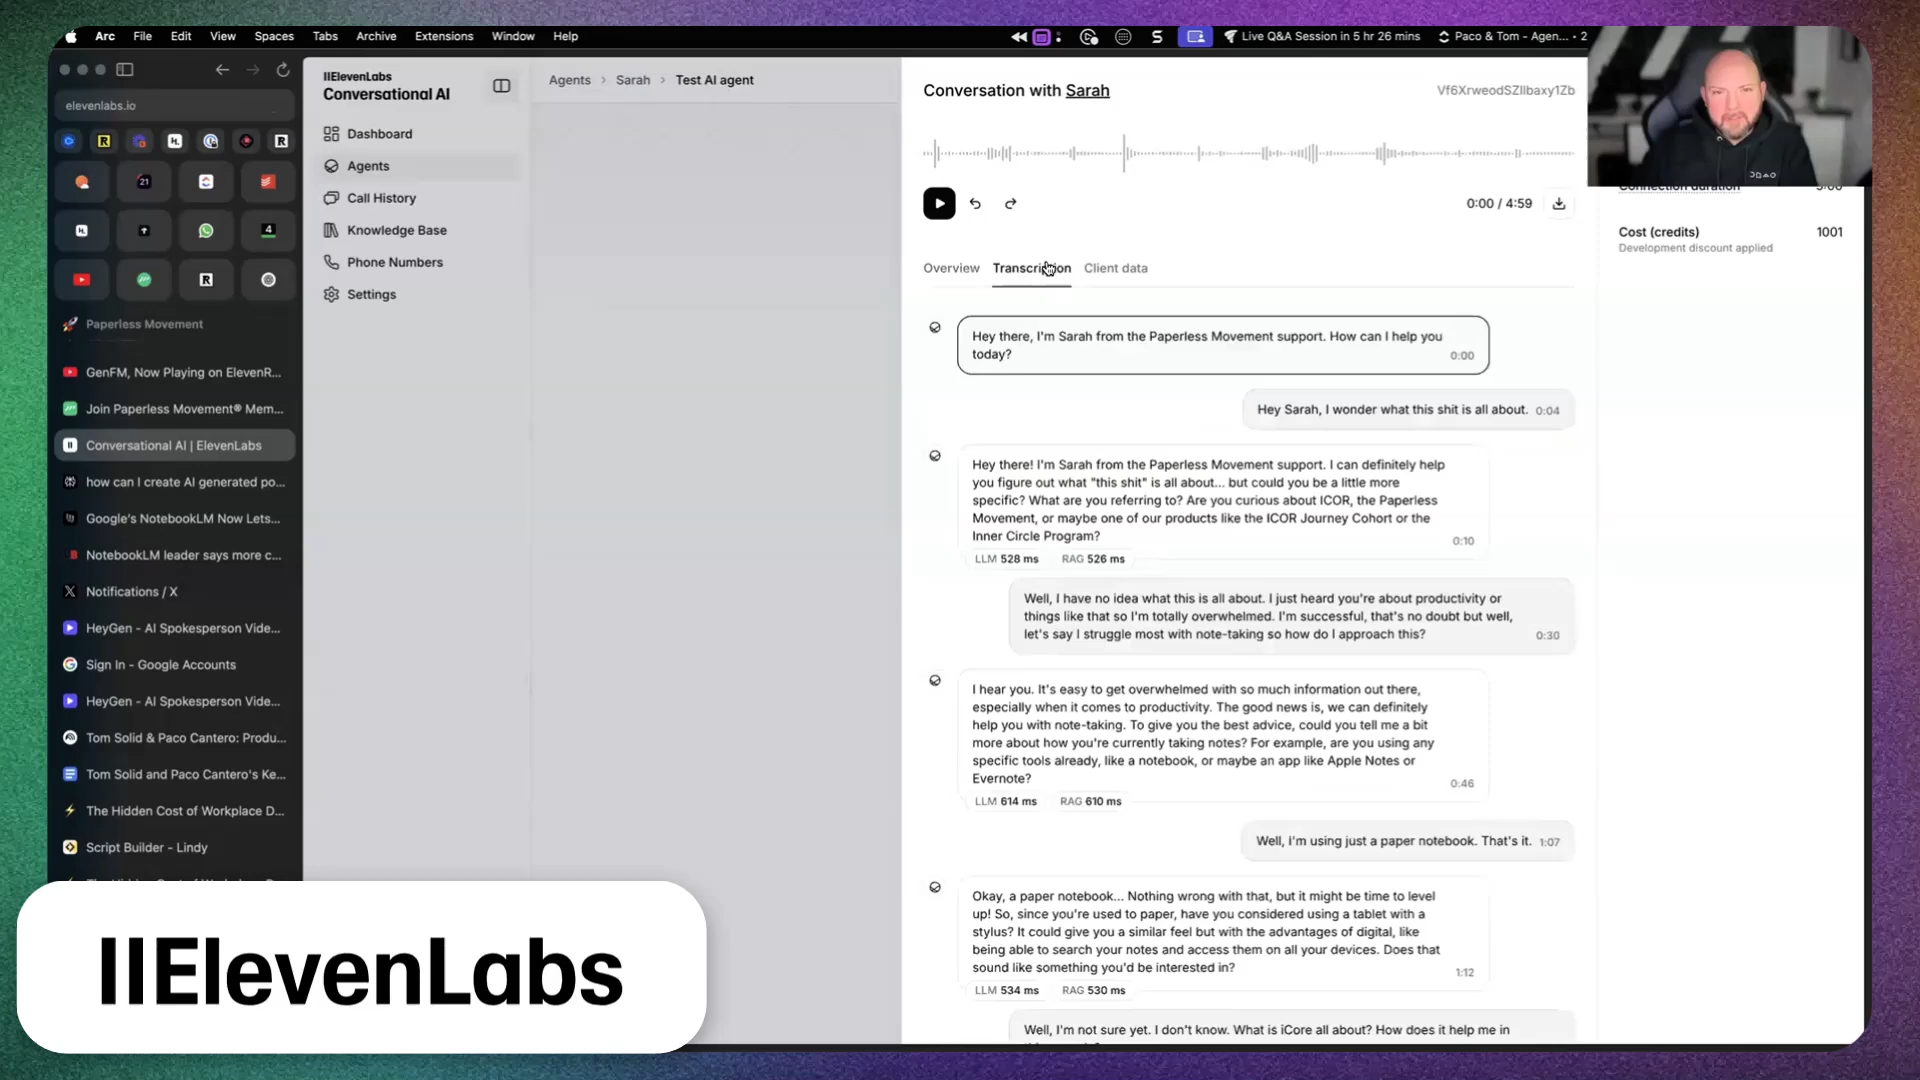 Arc File Edit View Spaces Tabs Archive Extensions Window Help
S Live Q&A Session in 5 hr 26 mins Paco & Tom - Agen... • 2
elevenlabs.io
21
4
Paperless Movement
GenFM, Now Playing on ElevenR...
Join Paperless Movement® Mem...
Conversational AI | ElevenLabs
how can I create AI generated po...
Google's NotebookLM Now Lets...
NotebookLM leader says more c...
Notifications / X
HeyGen - AI Spokesperson Vide...
Sign In - Google Accounts
HeyGen - AI Spokesperson Vide...
Tom Solid & Paco Cantero: Produ...
Tom Solid and Paco Cantero's Ke...
The Hidden Cost of Workplace D...
Script Builder - Lindy
IIElevenLabs
Conversational AI
Dashboard
Agents
Call History
Knowledge Base
Phone Numbers
Settings
Agents > Sarah > Test AI agent
Conversation with Sarah
0:00 / 4:59
Overview Transcription Client data
Hey there, I'm Sarah from the Paperless Movement support. How can I help you
today? 0:00
Hey Sarah, I wonder what this shit is all about. 0:04
Hey there! I'm Sarah from the Paperless Movement support. I can definitely help
you figure out what "this shit" is all about... but could you be a little more
specific? What are you referring to? Are you curious about ICOR, the Paperless
Movement, or maybe one of our products like the ICOR Journey Cohort or the
Inner Circle Program? 0:10
LLM 528 ms RAG 526 ms
Well, I have no idea what this is all about. I just heard you're about productivity or
things like that so I'm totally overwhelmed. I'm successful, that's no doubt but well,
let's say I struggle most with note-taking so how do I approach this? 0:30
I hear you. It's easy to get overwhelmed with so much information out there,
especially when it comes to productivity. The good news is, we can definitely
help you with note-taking. To give you the best advice, could you tell me a bit
more about how you're currently taking notes? For example, are you using any
specific tools already, like a notebook, or maybe an app like Apple Notes or
Evernote? 0:46
LLM 614 ms RAG 610 ms
Well, i'm using just a paper notebook. That's it. 1:07
Okay, a paper notebook... Nothing wrong with that, but it might be time to level
up! So, since you're used to paper, have you considered using a tablet with a
stylus? It could give you a similar feel but with the advantages of digital, like
being able to search your notes and access them on all your devices. Does that
sound like something you'd be interested in? 1:12
LLM 534 ms RAG 530 ms
Well, I'm not sure yet. I don't know. What is iCore all about? How does it help me in
Connection duration
Cost (credits) 1001
Development discount applied
IIElevenLabs